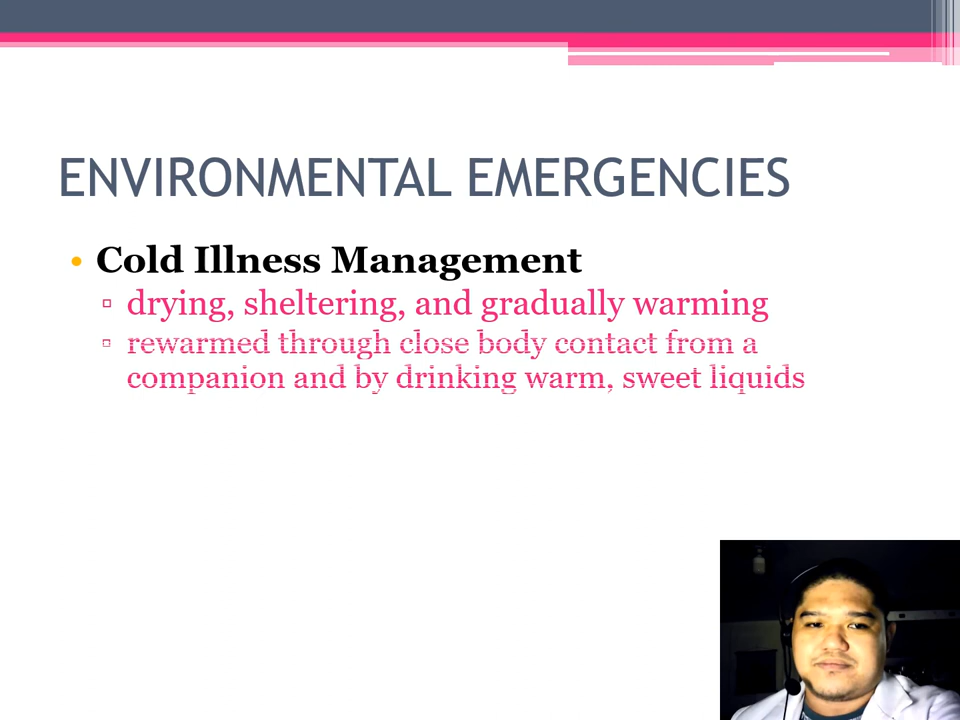 ENVIRONMENTAL EMERGENCIES
• Cold Illness Management
▫ drying, sheltering, and gradually warming
▫ rewarmed through close body contact from a
companion and by drinking warm, sweet liquids